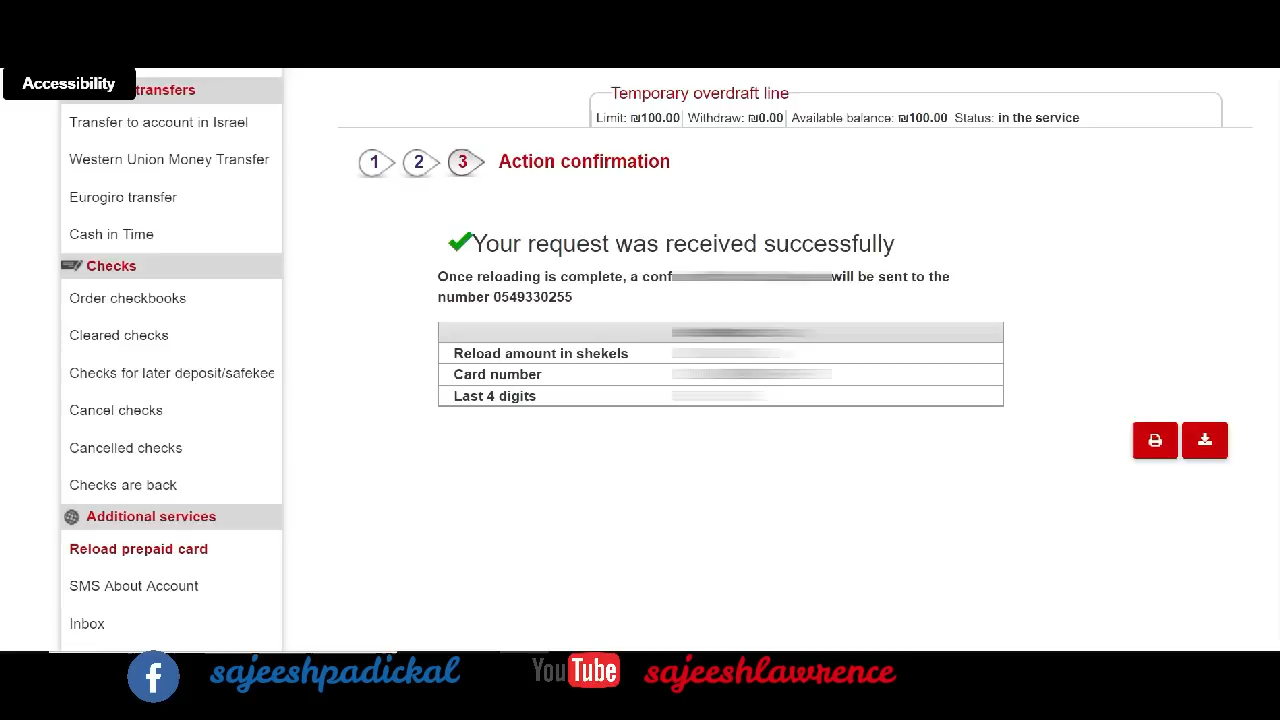 Accessibility
transfers
Transfer to account in Israel
Western Union Money Transfer
Eurogiro transfer
Cash in Time
Checks
Order checkbooks
Cleared checks
Checks for later deposit/safekee
Cancel checks
Cancelled checks
Checks are back
Additional services
Reload prepaid card
SMS About Account
Inbox
Temporary overdraft line
Limit: ₪100.00 Withdraw: ₪0.00 Available balance: ₪100.00 Status: in the service
1 2 3 Action confirmation
Your request was received successfully
Once reloading is complete, a conf will be sent to the
number 0549330255
Reload amount in shekels
Card number
Last 4 digits
f sajeeshpadickal YouTube sajeeshlawrence